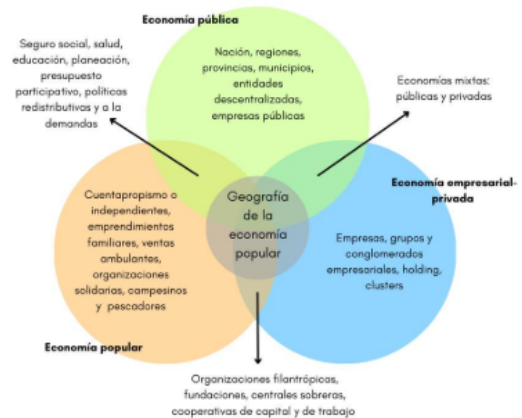 Economía pública
Seguro social, salud,
educación, planeación,
presupuesto
participativo, políticas
redistributivas y a la
demandas
Nación, regiones,
provincias, municipios,
entidades
descentralizadas,
empresas públicas
Economías mixtas:
públicas y privadas
Economía empresarial-
privada
Cuentapropismo o
independientes,
emprendimientos
familiares, ventas
ambulantes,
organizaciones
solidarias, campesinos
y pescadores
Geografía
de la
economía
popular
Empresas, grupos y
conglomerados
empresariales, holding,
clusters
Economía popular
Organizaciones filantrópicas,
fundaciones, centrales sobreras,
cooperativas de capital y de trabajo